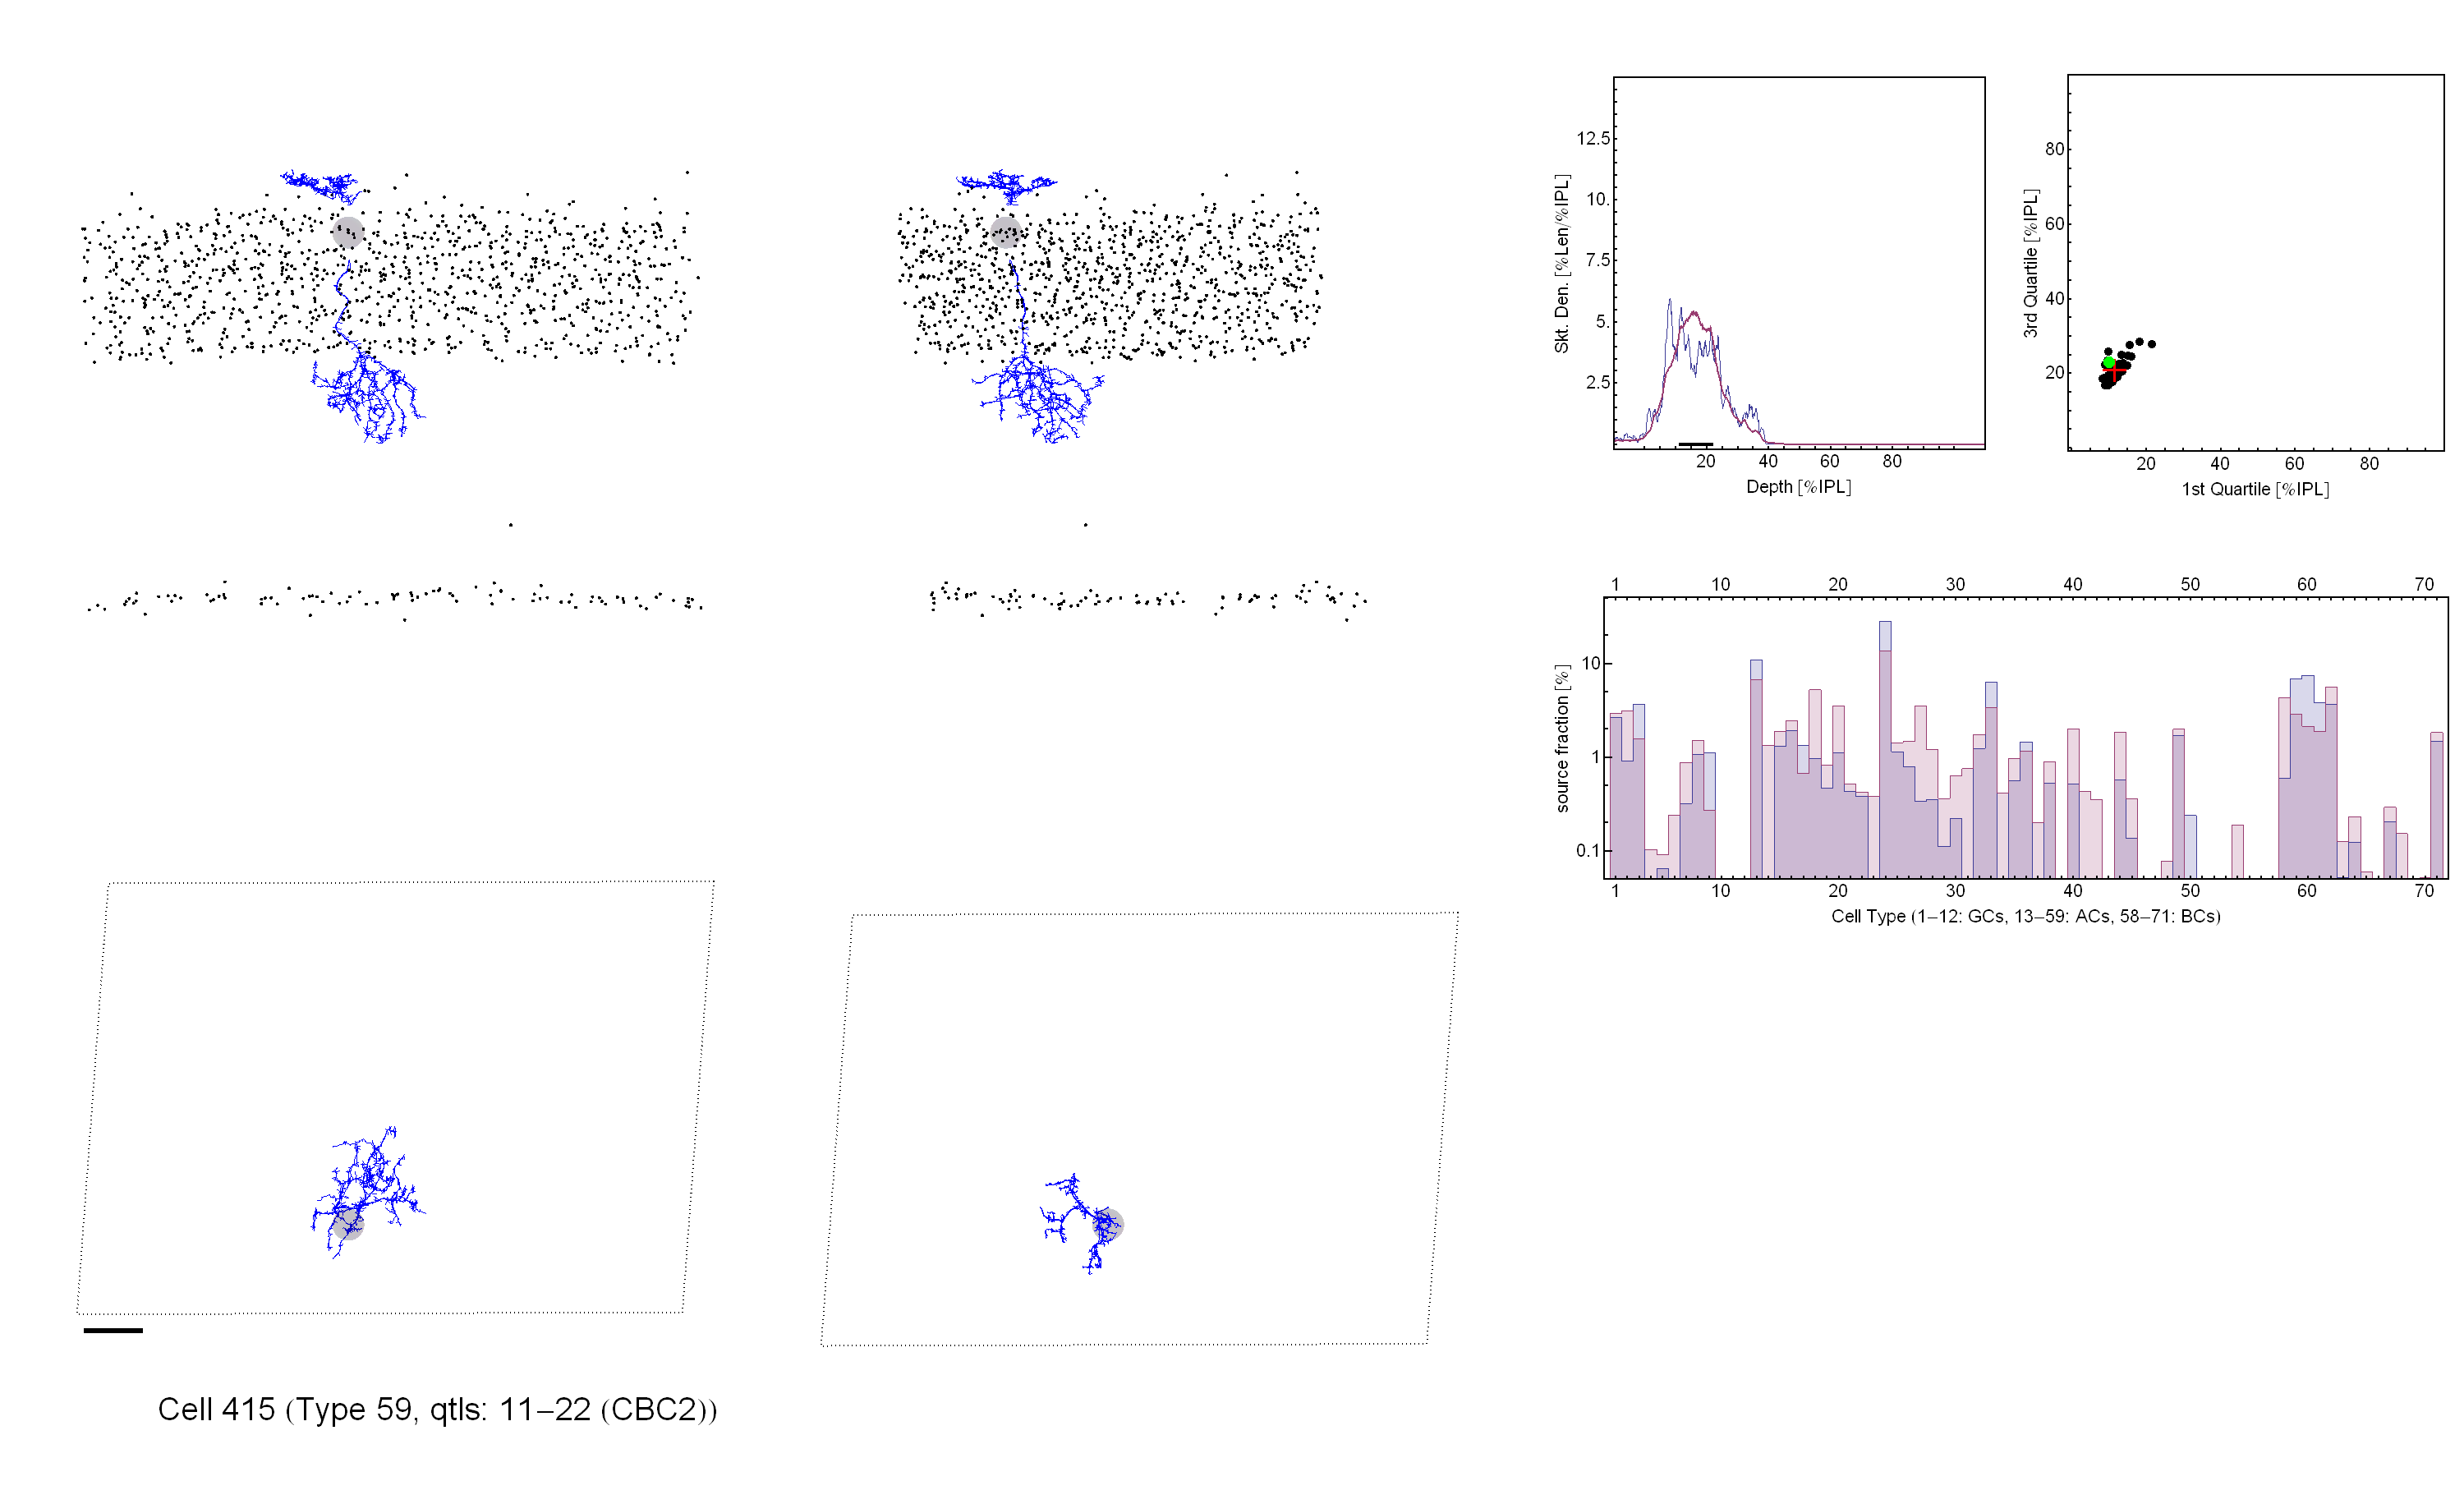 12.5
10.
7.5
5.
2.5
Skt. Den. [%Len/%IPL]
20 40 60 80
Depth [%IPL]
80
60
40
20
3rd Quartile [%IPL]
20 40 60 80
1st Quartile [%IPL]
1 10 20 30 40 50 60 70
10
1
0.1
source fraction [%]
1 10 20 30 40 50 60 70
Cell Type (1–12: GCs, 13–59: ACs, 58–71: BCs)
Cell 415 (Type 59, qtls: 11–22 (CBC2))